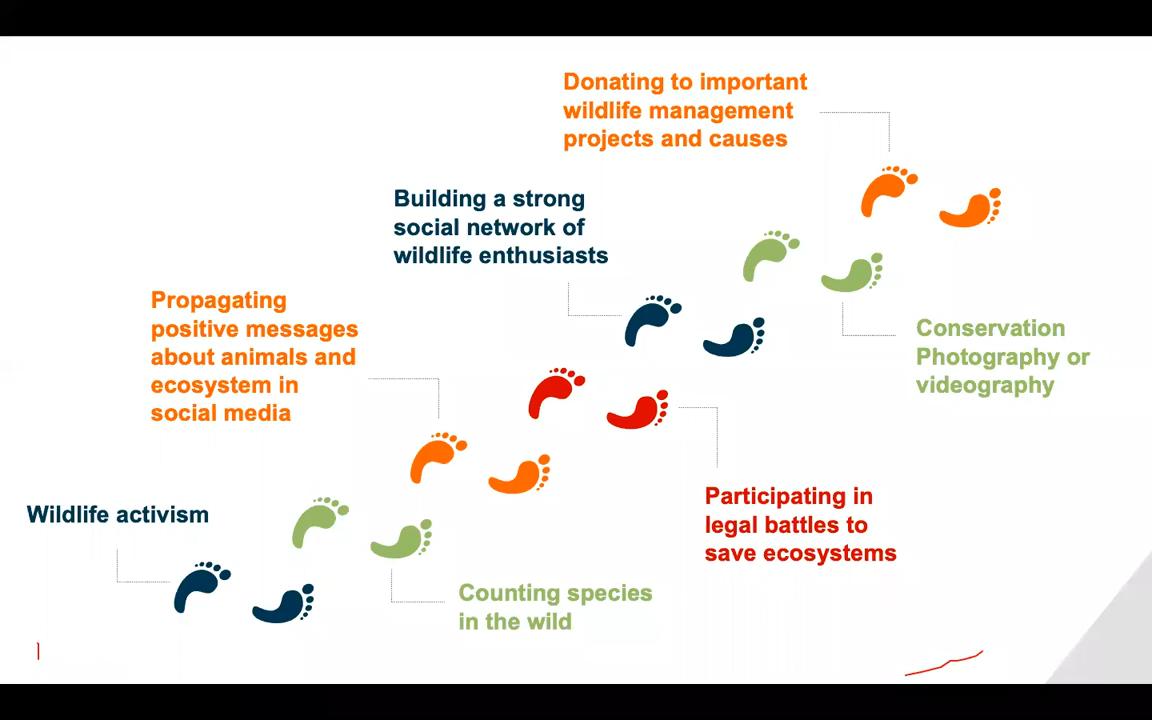 Donating to important
wildlife management
projects and causes
Building a strong
social network of
wildlife enthusiasts
Propagating
positive messages
about animals and
ecosystem in
social media
Conservation
Photography or
videography
Wildlife activism
Participating in
legal battles to
save ecosystems
Counting species
in the wild